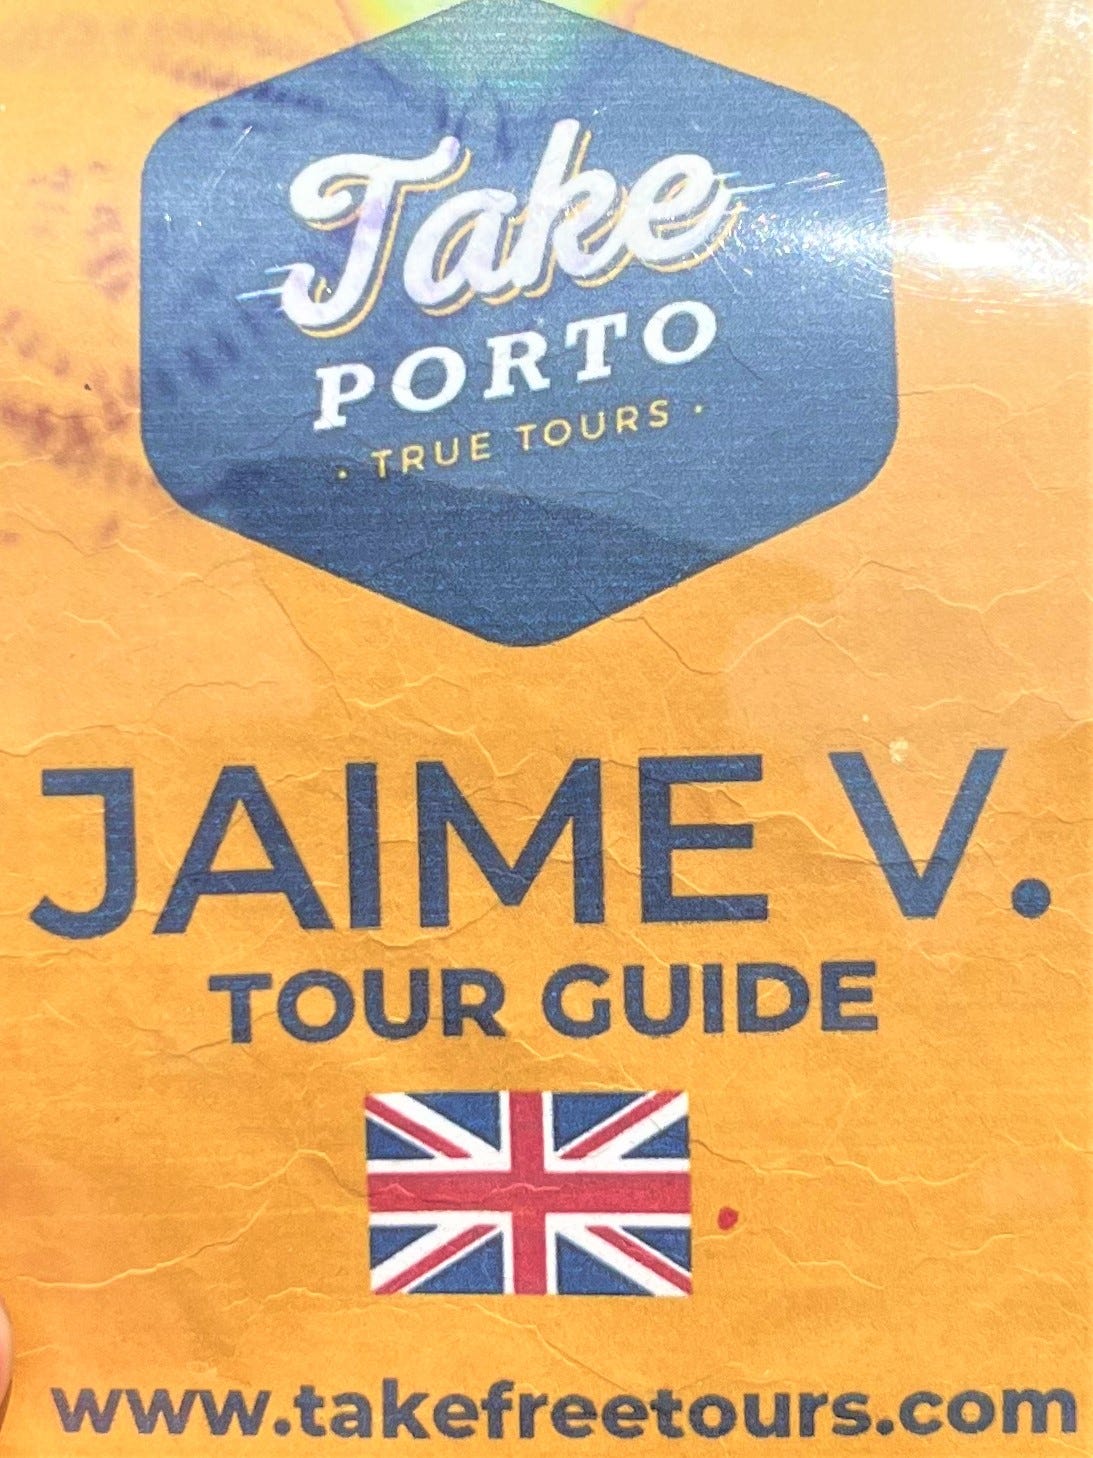 Take
PORTO
· TRUE TOURS ·
JAIME V.
TOUR GUIDE
www.takefreetours.com